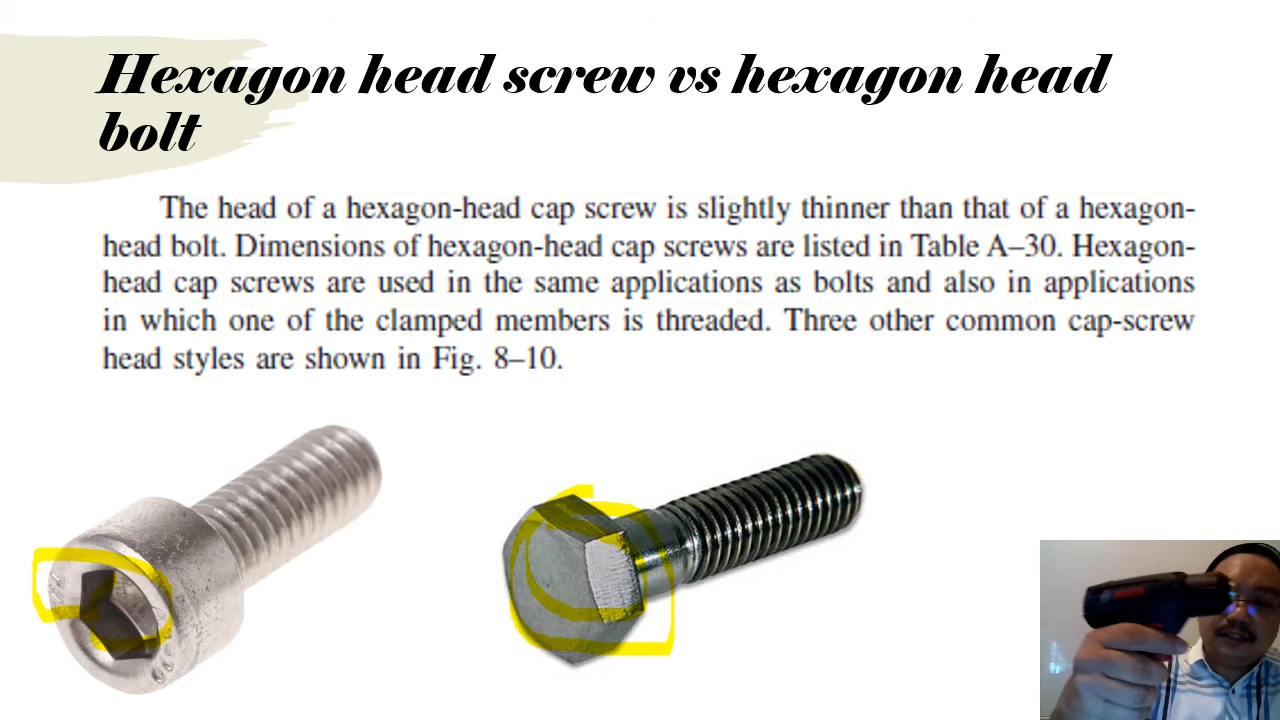 Hexagon head screw vs hexagon head
bolt
The head of a hexagon-head cap screw is slightly thinner than that of a hexagon-
head bolt. Dimensions of hexagon-head cap screws are listed in Table A–30. Hexagon-
head cap screws are used in the same applications as bolts and also in applications
in which one of the clamped members is threaded. Three other common cap-screw
head styles are shown in Fig. 8–10.